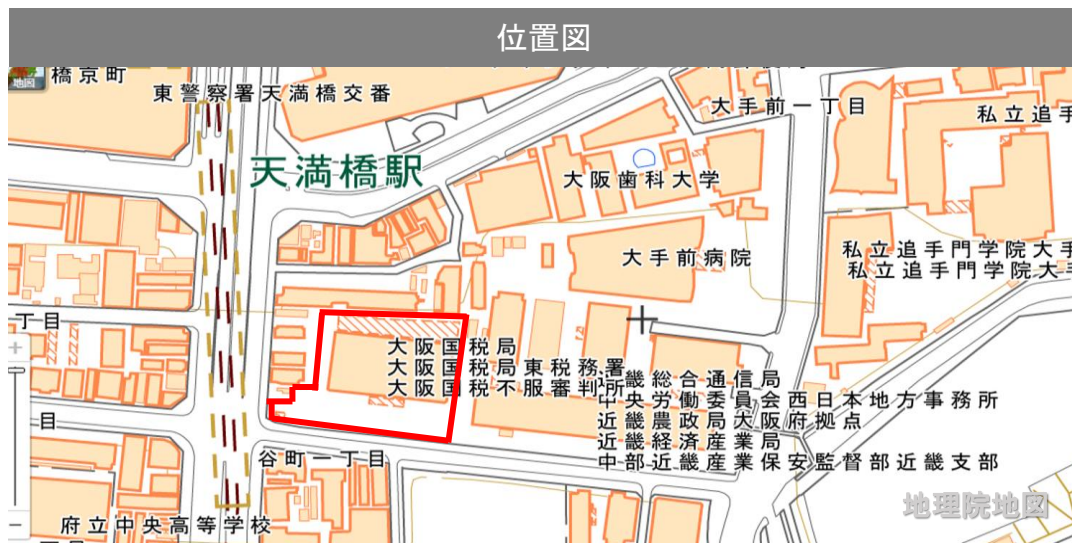 位置図
地図
橋京町
東警察署天満橋交番
大手前一丁目
私立追手
天満橋駅
大阪歯科大学
大手前病院
私立追手門学院大手
私立追手門学院大手
丁目
大阪国税局
大阪国税局東税務署
大阪国税不服審判所
近畿総合通信局
中央労働委員会西日本地方事務所
近畿農政局大阪府拠点
近畿経済産業局
中部近畿産業保安監督部近畿支部
目
谷町一丁目
府立中央高等学校
地理院地図